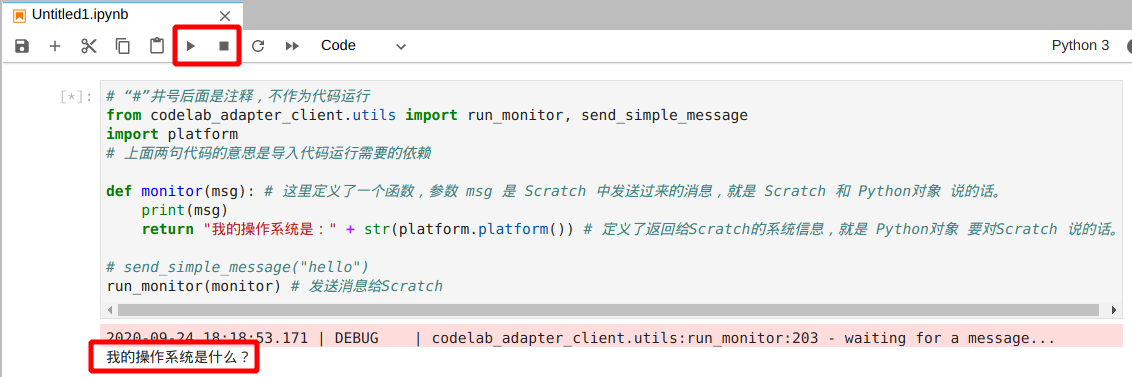 Untitled1.ipynb
Code
Python 3
[*]:
# “#”井号后面是注释，不作为代码运行
from codelab_adapter_client.utils import run_monitor, send_simple_message
import platform
# 上面两句代码的意思是导入代码运行需要的依赖
def monitor(msg): # 这里定义了一个函数，参数 msg 是 Scratch 中发送过来的消息，就是 Scratch 和 Python对象 说的话。
print(msg)
return "我的操作系统是：" + str(platform.platform()) # 定义了返回给Scratch的系统信息，就是 Python对象 要对Scratch 说的话。
# send_simple_message("hello")
run_monitor(monitor) # 发送消息给Scratch
2020-09-24 18:18:53.171 | DEBUG | codelab_adapter_client.utils:run_monitor:203 - waiting for a message...
我的操作系统是什么？